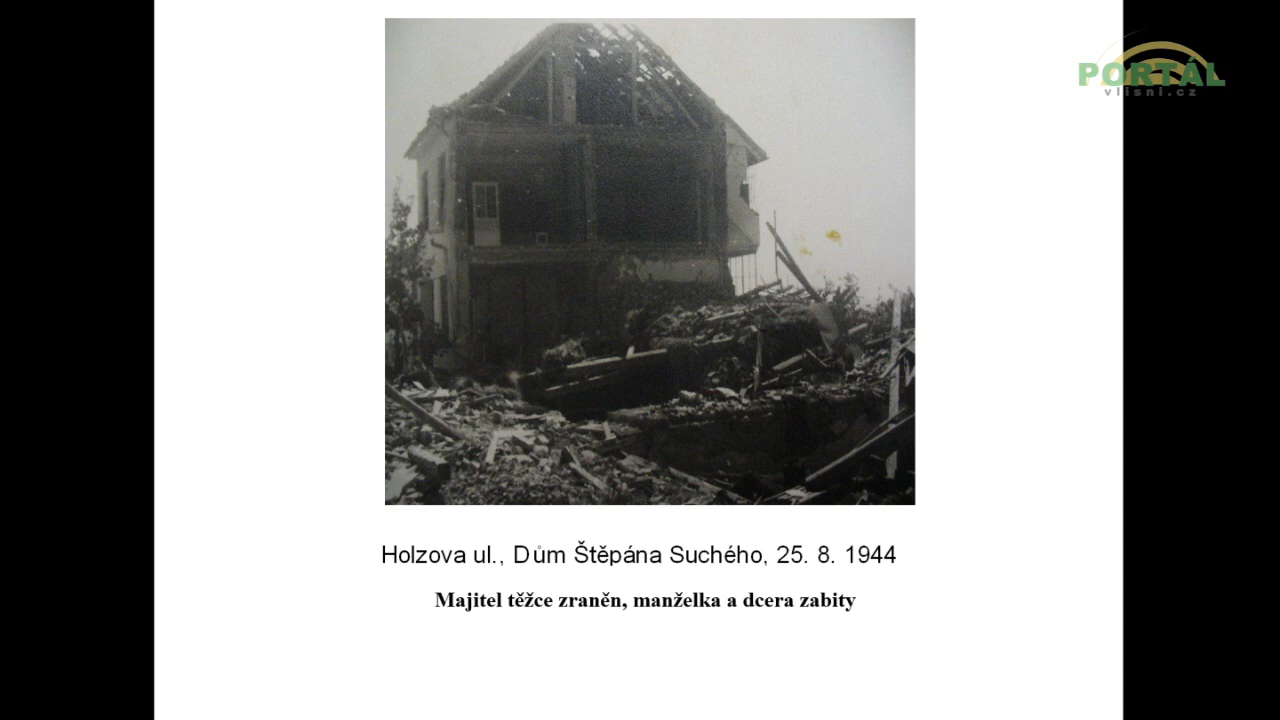 PORTÁL
vlisni.cz
Holzova ul., Dům Štěpána Suchého, 25. 8. 1944
Majitel těžce zraněn, manželka a dcera zabity